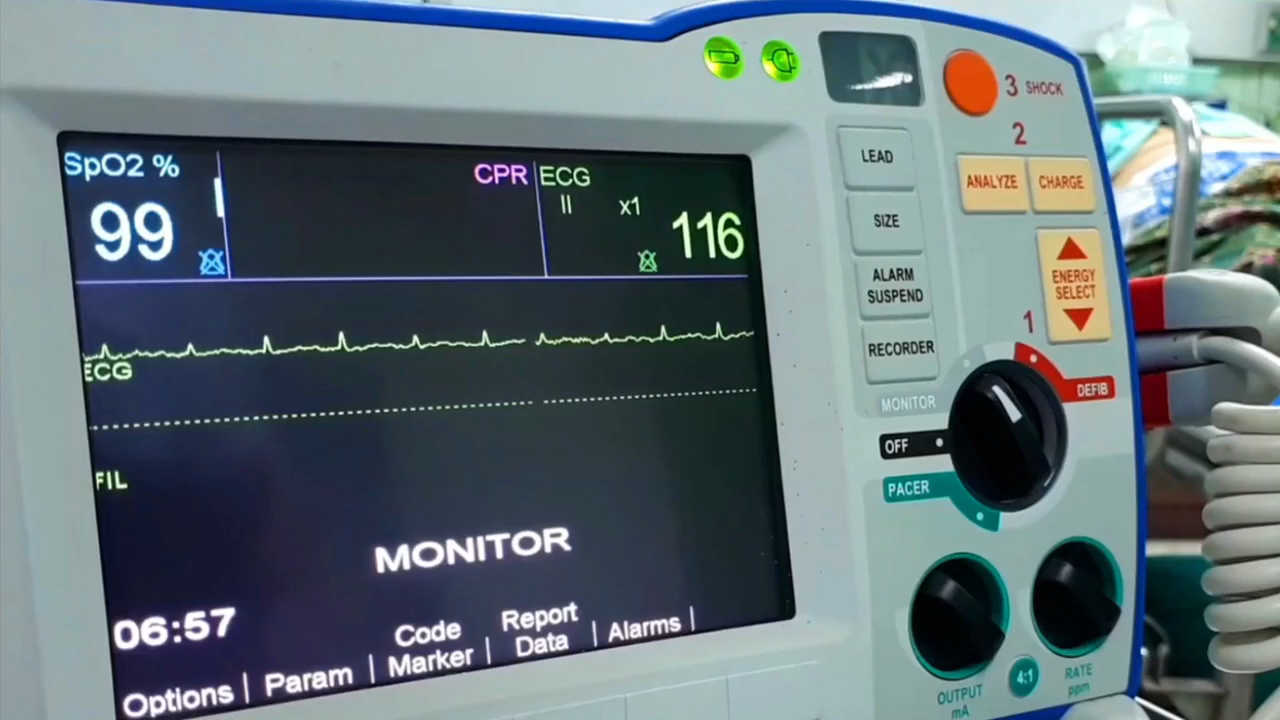 SpO2 %
99
CPR
ECG
II x1
116
ECG
FIL
MONITOR
06:57
Options
Param
Code
Marker
Report
Data
Alarms
3 SHOCK
2
LEAD
ANALYZE
CHARGE
SIZE
ALARM
SUSPEND
ENERGY
SELECT
1
RECORDER
MONITOR
DEFIB
OFF
PACER
OUTPUT
mA
4:1
RATE
ppm